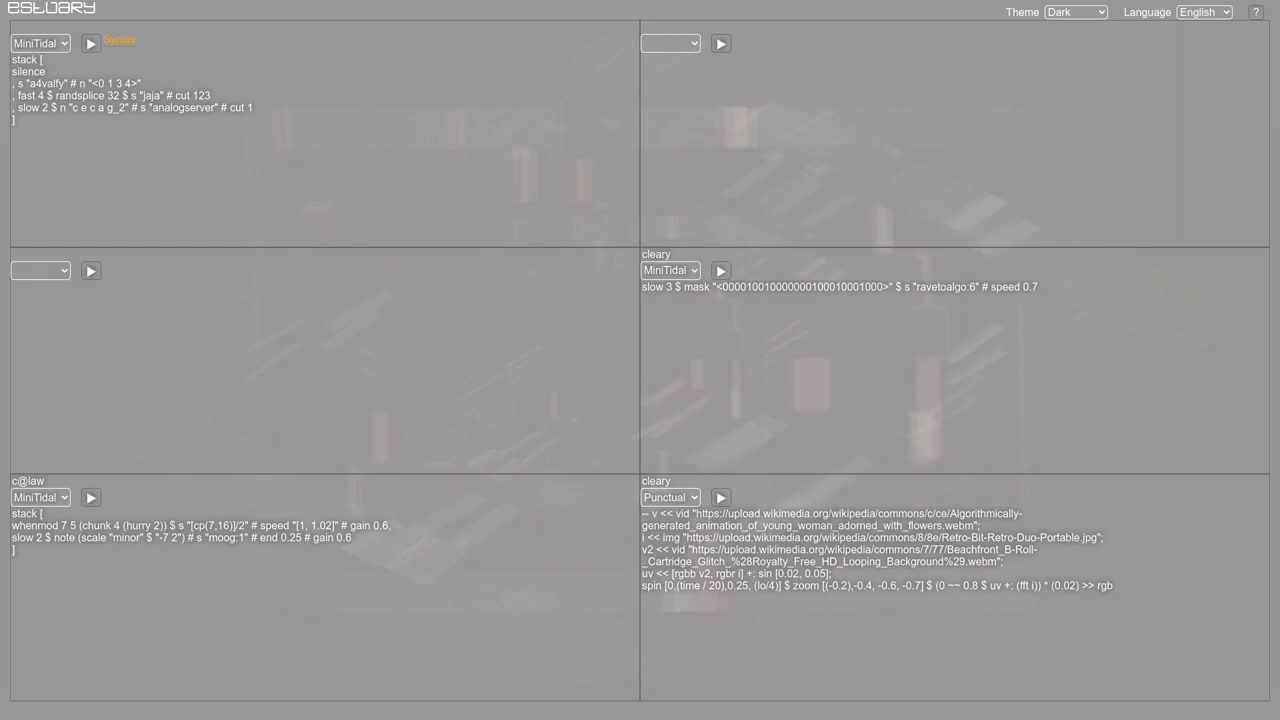 estuary
Theme Dark Language English ?
MiniTidal ▶ Syntax
stack [
silence
, s "a4valfy" # n "<0 1 3 4>"
, fast 4 $ randsplice 32 $ s "jaja" # cut 123
, slow 2 $ n "c e c a g_2" # s "analogserver" # cut 1
]
cleary
MiniTidal ▶
slow 3 $ mask "<000010010000000100010001000>" $ s "ravetoalgo:6" # speed 0.7
c@law
MiniTidal ▶
stack [
whenmod 7 5 (chunk 4 (hurry 2)) $ s "[cp(7,16)]/2" # speed "[1, 1.02]" # gain 0.6,
slow 2 $ note (scale "minor" $ "-7 2") # s "moog:1" # end 0.25 # gain 0.6
]
cleary
Punctual ▶
-- v << vid "https://upload.wikimedia.org/wikipedia/commons/c/ce/Algorithmically-
generated_animation_of_young_woman_adorned_with_flowers.webm";
i << img "https://upload.wikimedia.org/wikipedia/commons/8/8e/Retro-Bit-Retro-Duo-Portable.jpg";
v2 << vid "https://upload.wikimedia.org/wikipedia/commons/7/77/Beachfront_B-Roll-
_Cartridge_Glitch_%28Royalty_Free_HD_Looping_Background%29.webm";
uv << [rgbb v2, rgbr i] +: sin [0.02, 0.05];
spin [0,(time / 20),0.25, (lo/4)] $ zoom [(-0.2),-0.4, -0.6, -0.7] $ (0 ~~ 0.8 $ uv +: (fft i)) * (0.02) >> rgb